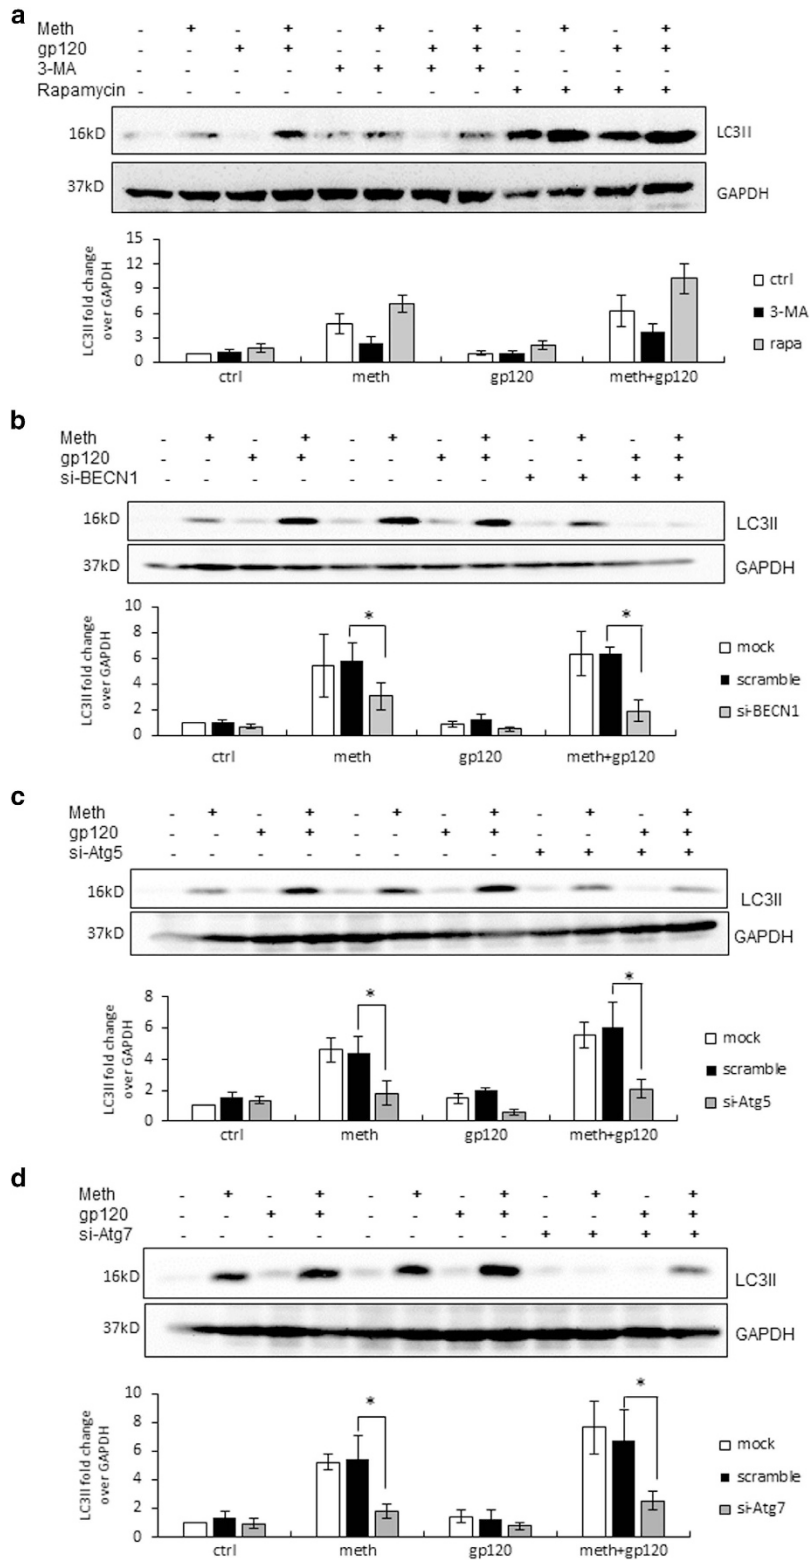 a
Meth - + - + - + - + - + - +
gp120 - - + + - - + + - - + +
3-MA - - - - + + + + - - - -
Rapamycin - - - - - - - - + + + +
16kD LC3II
37kD GAPDH
LC3II fold change
over GAPDH
15
12
9
6
3
0
ctrl meth gp120 meth+gp120
ctrl
3-MA
rapa
b
Meth - + - + - + - + - + - +
gp120 - - + + - - + + - - + +
si-BECN1 - - - - - - - - + + + +
16kD LC3II
37kD GAPDH
LC3II fold change
over GAPDH
10
8
6
4
2
0
* *
ctrl meth gp120 meth+gp120
mock
scramble
si-BECN1
c
Meth - + - + - + - + - + - +
gp120 - - + + - - + + - - + +
si-Atg5 - - - - - - - - + + + +
16kD LC3II
37kD GAPDH
LC3II fold change
over GAPDH
8
6
4
2
0
* *
ctrl meth gp120 meth+gp120
mock
scramble
si-Atg5
d
Meth - + - + - + - + - + - +
gp120 - - + + - - + + - - + +
si-Atg7 - - - - - - - - + + + +
16kD LC3II
37kD GAPDH
LC3II fold change
over GAPDH
10
8
6
4
2
0
* *
ctrl meth gp120 meth+gp120
mock
scramble
si-Atg7